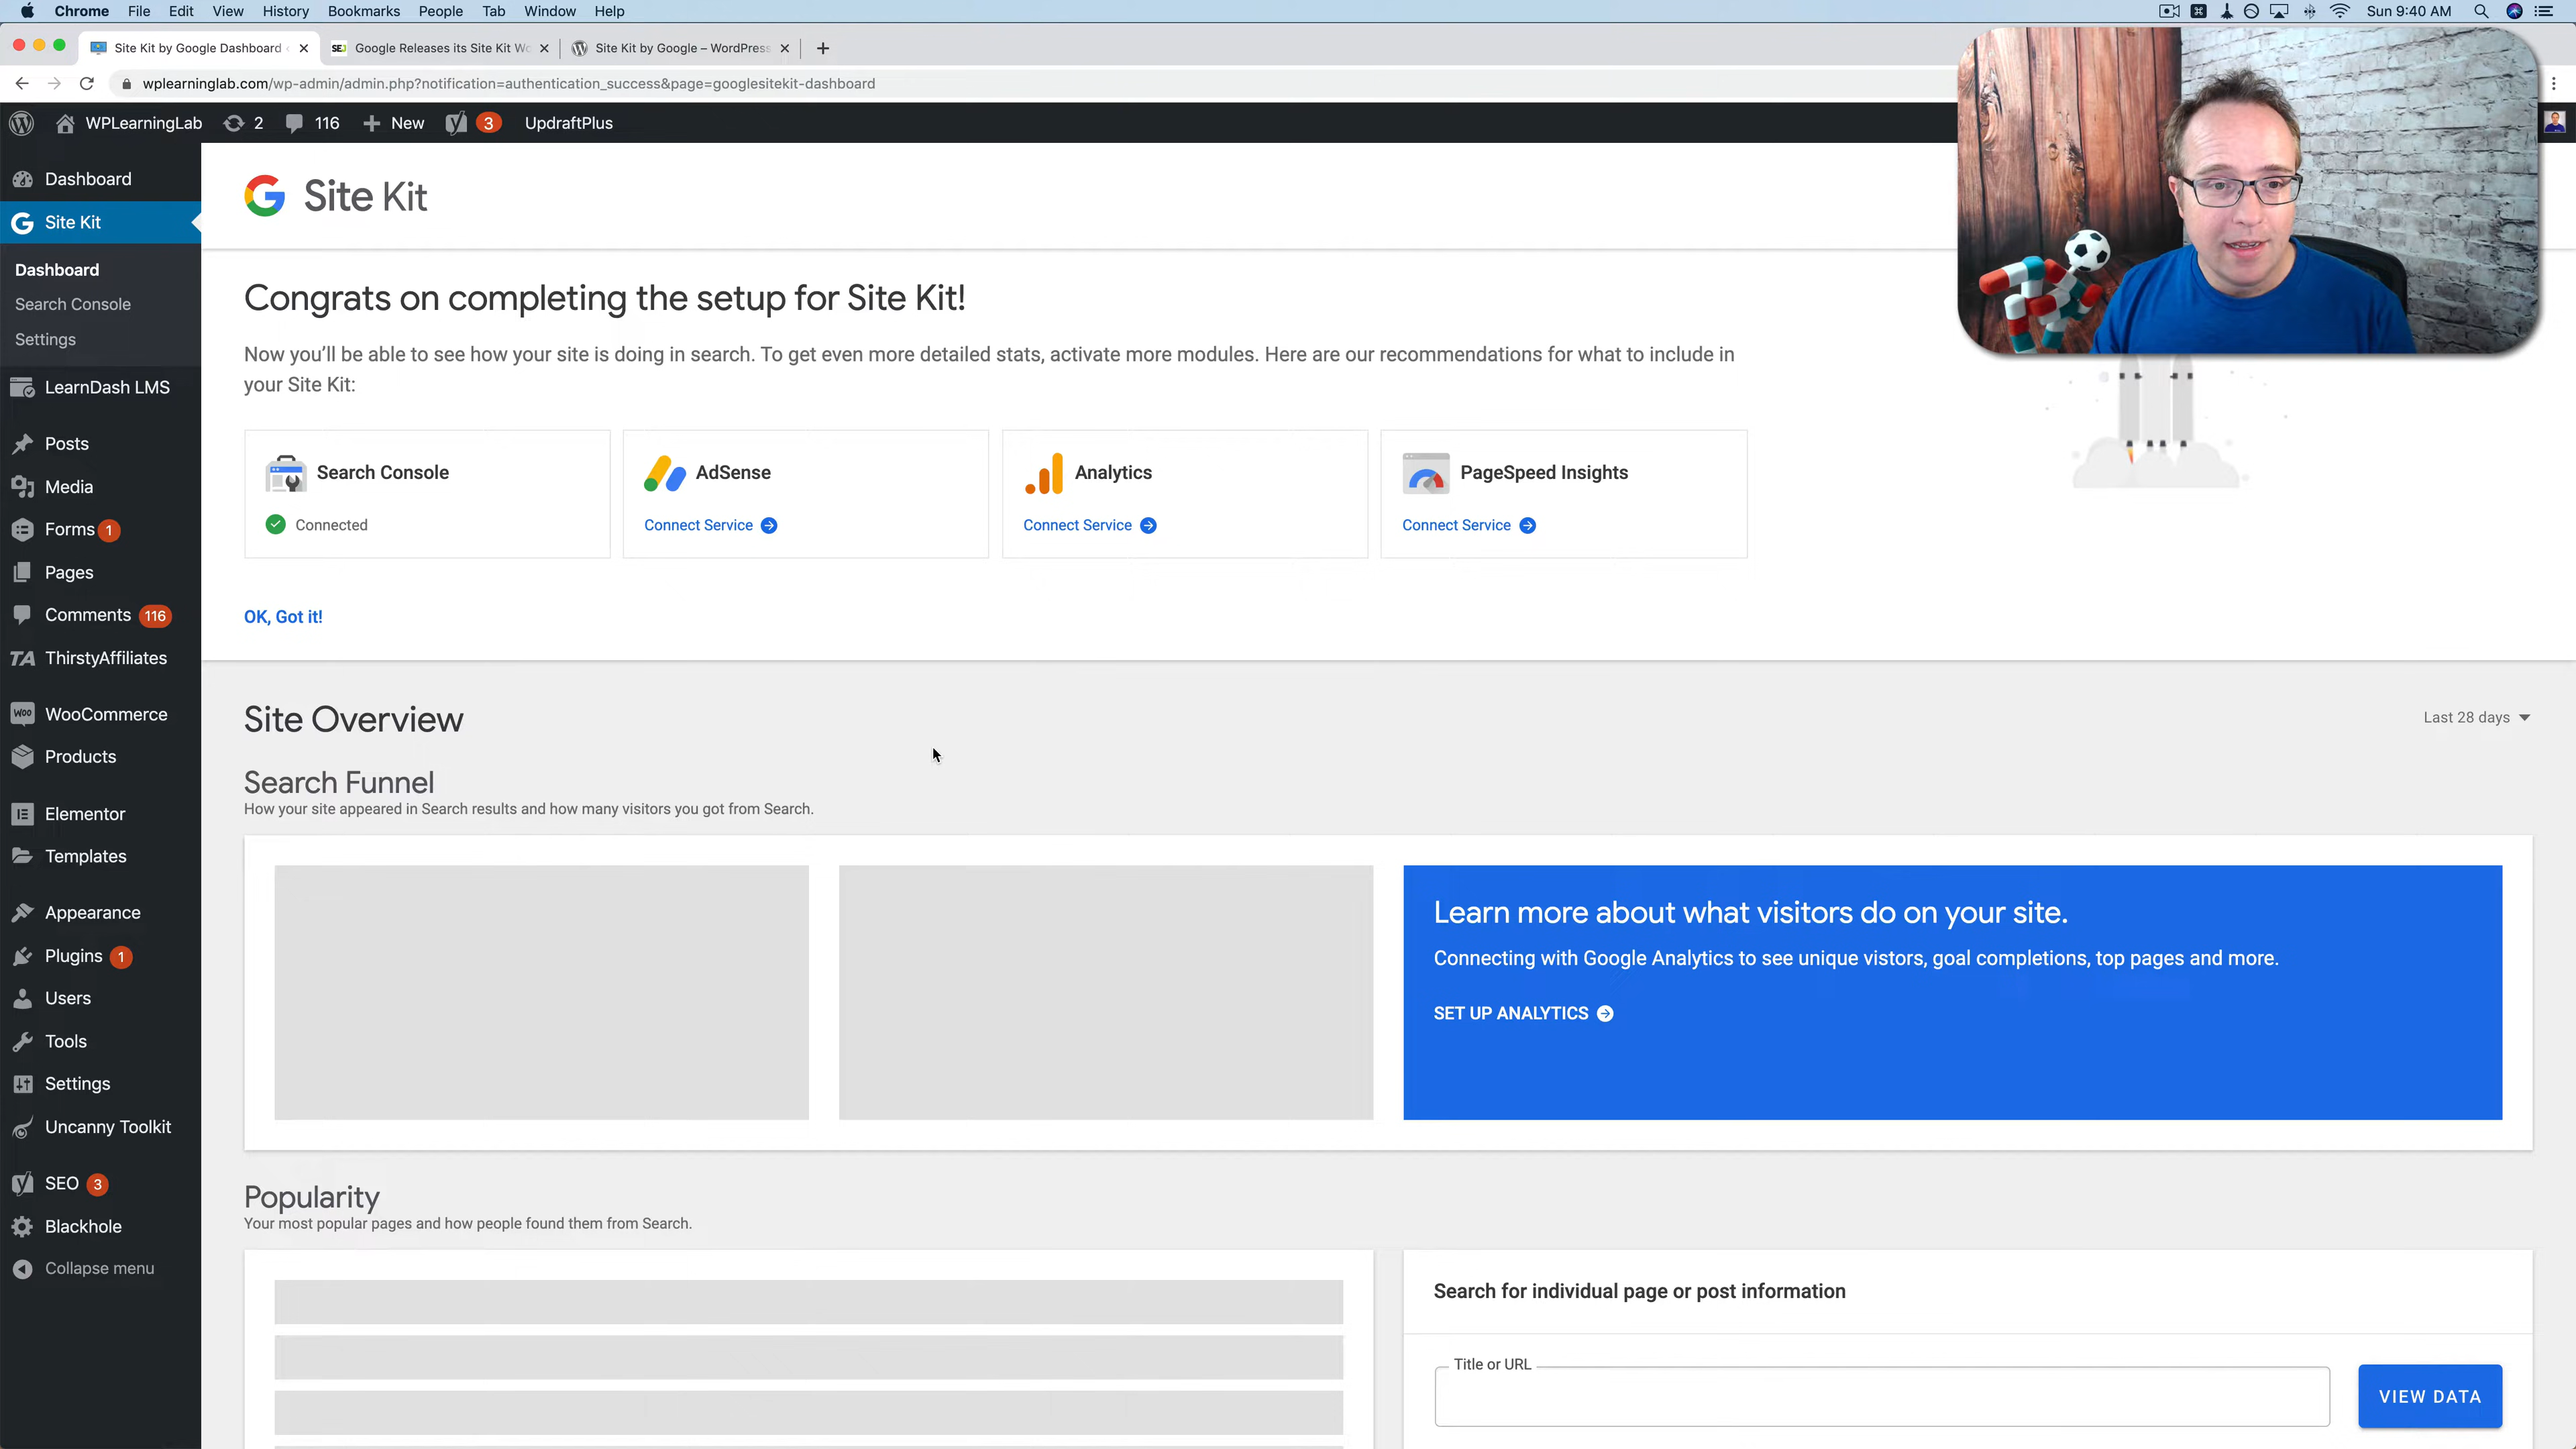 Chrome File Edit View History Bookmarks People Tab Window Help Sun 9:40 AM
Site Kit by Google Dashboard Google Releases its Site Kit Wo Site Kit by Google – WordPress
wplearninglab.com/wp-admin/admin.php?notification=authentication_success&page=googlesitekit-dashboard
WPLearningLab 2 116 New 3 UpdraftPlus
Dashboard
Site Kit
Dashboard
Search Console
Settings
LearnDash LMS
Posts
Media
Forms 1
Pages
Comments 116
TA ThirstyAffiliates
WooCommerce
Products
Elementor
Templates
Appearance
Plugins 1
Users
Tools
Settings
Uncanny Toolkit
SEO 3
Blackhole
Collapse menu
Site Kit
Congrats on completing the setup for Site Kit!
Now you'll be able to see how your site is doing in search. To get even more detailed stats, activate more modules. Here are our recommendations for what to include in
your Site Kit:
Search Console
Connected
AdSense
Connect Service
Analytics
Connect Service
PageSpeed Insights
Connect Service
OK, Got it!
Site Overview
Last 28 days
Search Funnel
How your site appeared in Search results and how many visitors you got from Search.
Learn more about what visitors do on your site.
Connecting with Google Analytics to see unique vistors, goal completions, top pages and more.
SET UP ANALYTICS
Popularity
Your most popular pages and how people found them from Search.
Search for individual page or post information
Title or URL
VIEW DATA